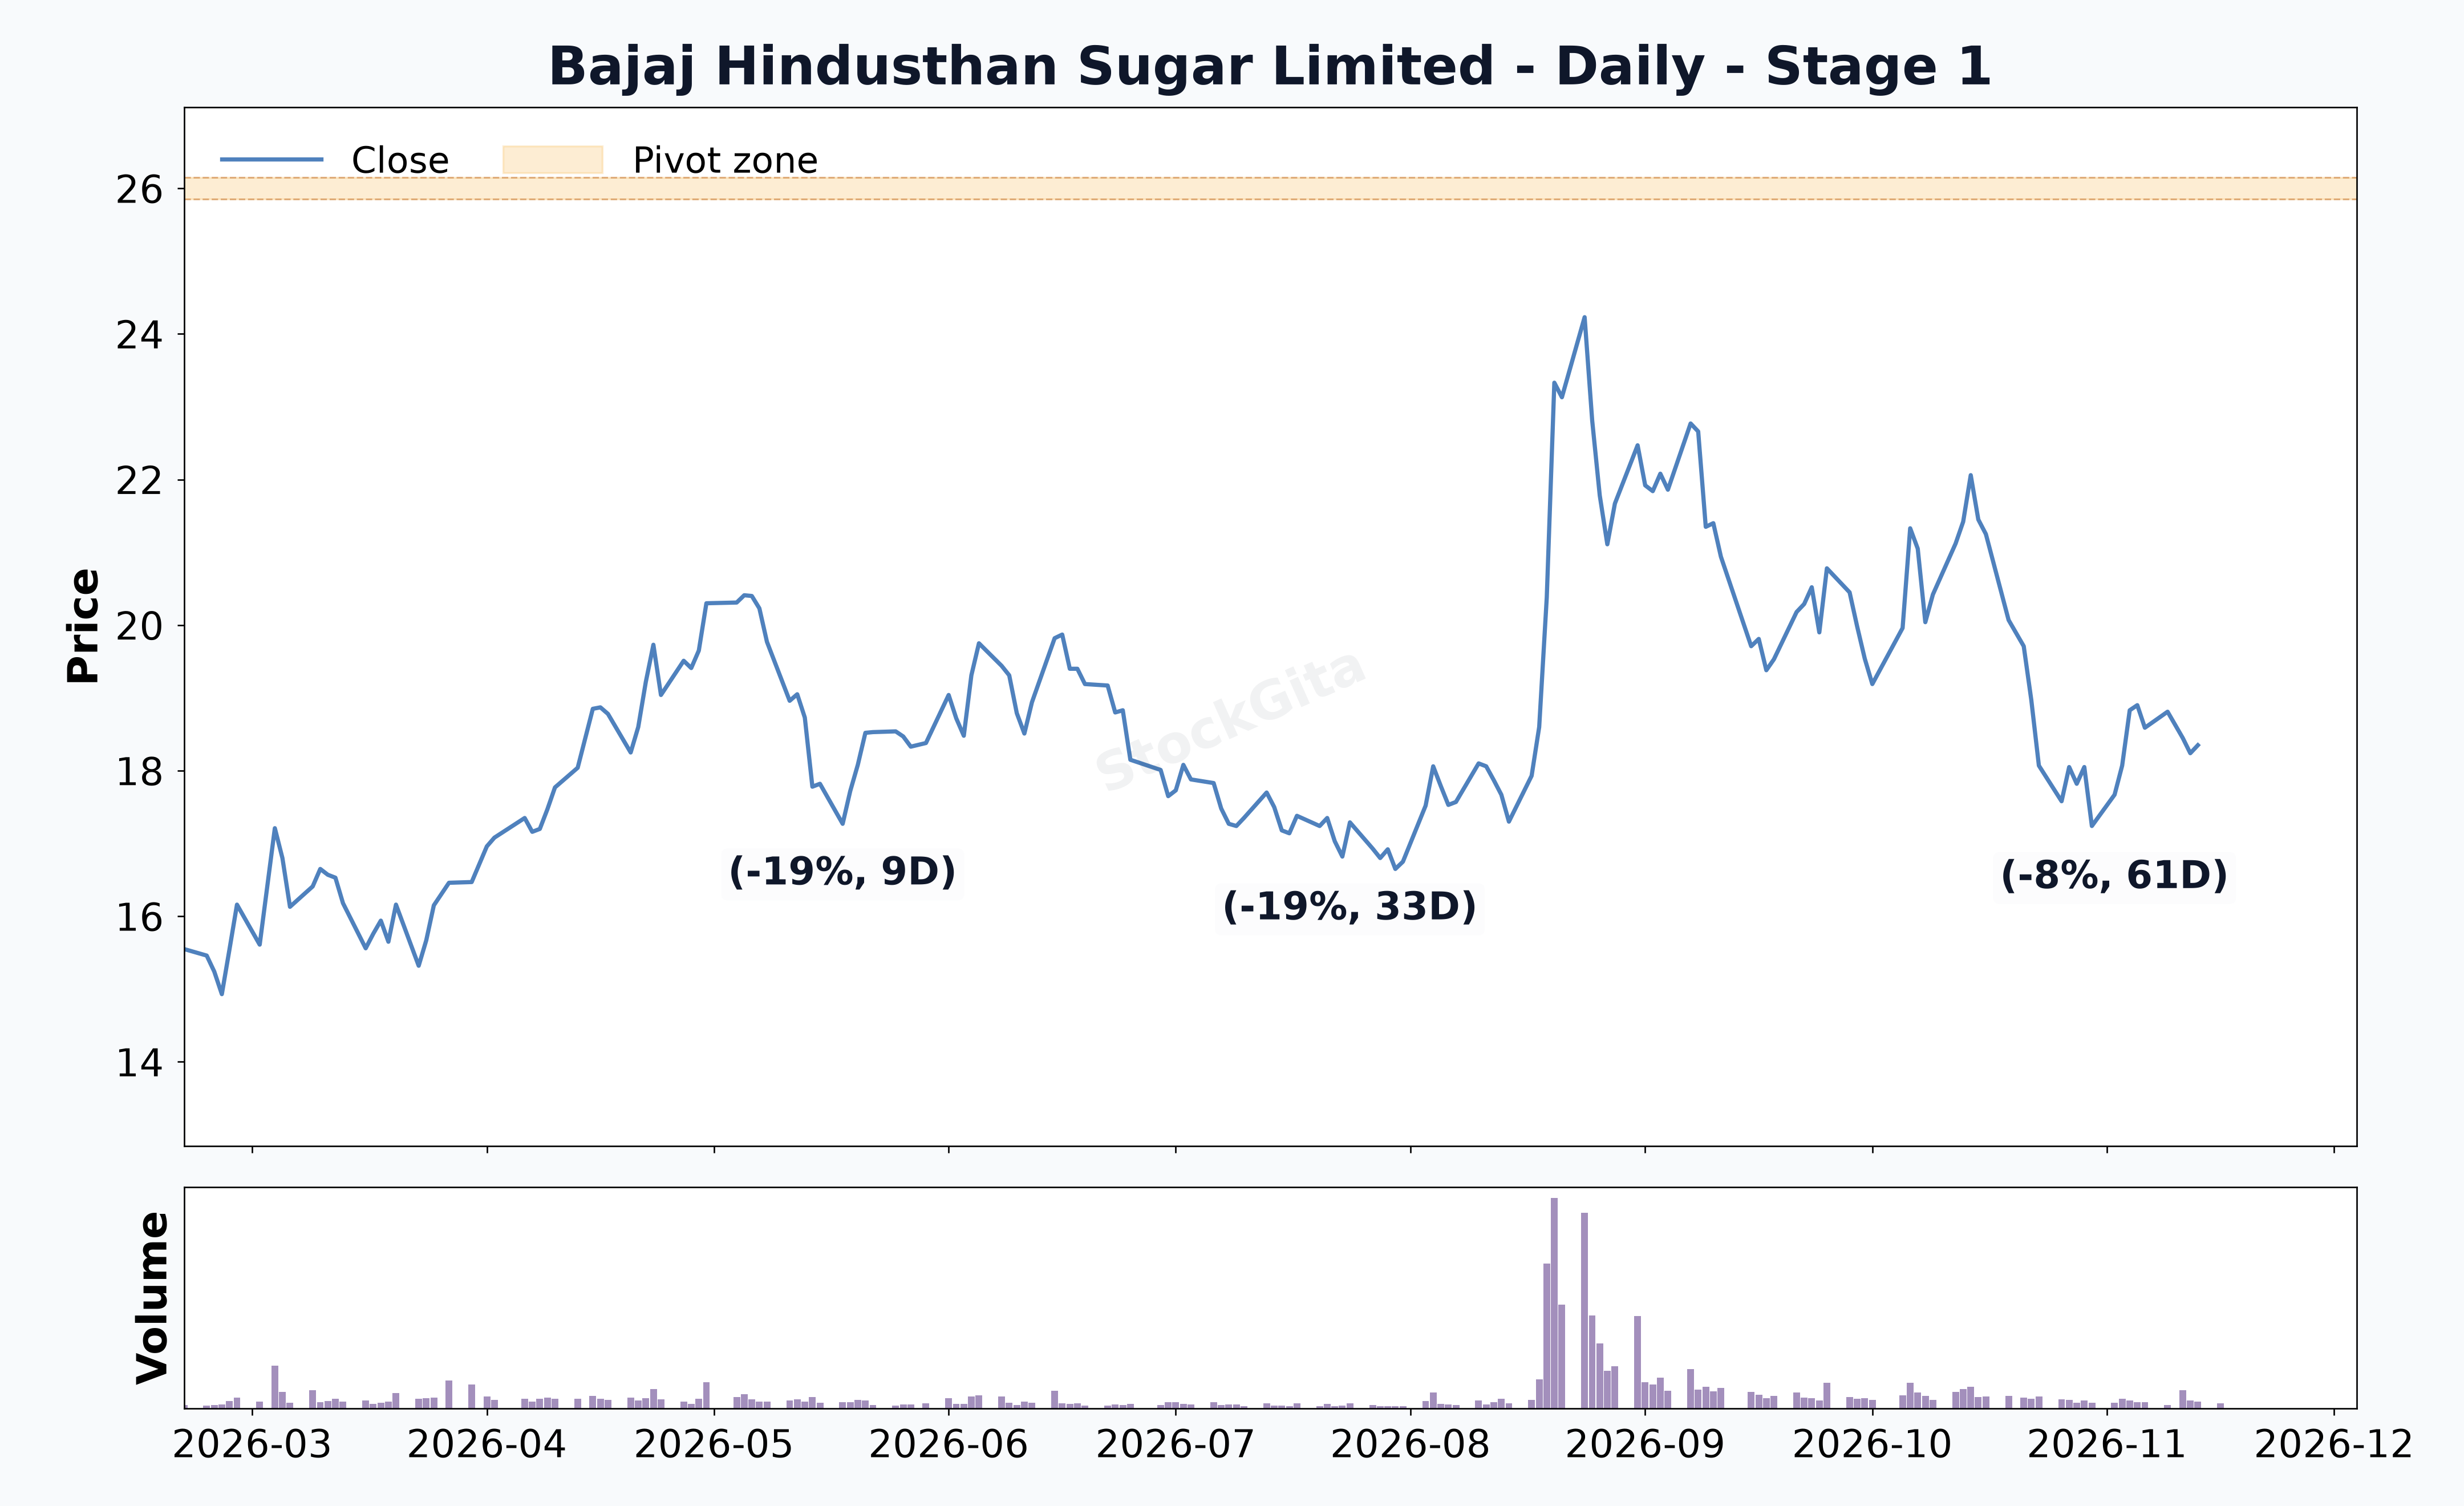 Bajaj Hindusthan Sugar Limited - Daily - Stage 1
Close
Pivot zone
26
24
22
20
18
16
14
Price
StockGita
(-19%, 9D)
(-19%, 33D)
(-8%, 61D)
Volume
2026-03
2026-04
2026-05
2026-06
2026-07
2026-08
2026-09
2026-10
2026-11
2026-12